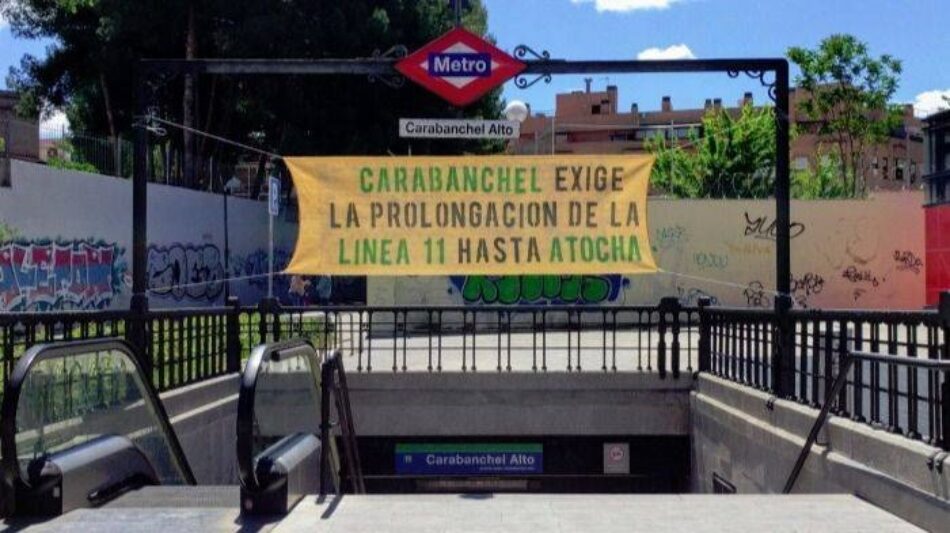 Metro
Carabanchel Alto
CARABANCHEL EXIGE
LA PROLONGACION DE LA
LINEA 11 HASTA ATOCHA
Carabanchel Alto